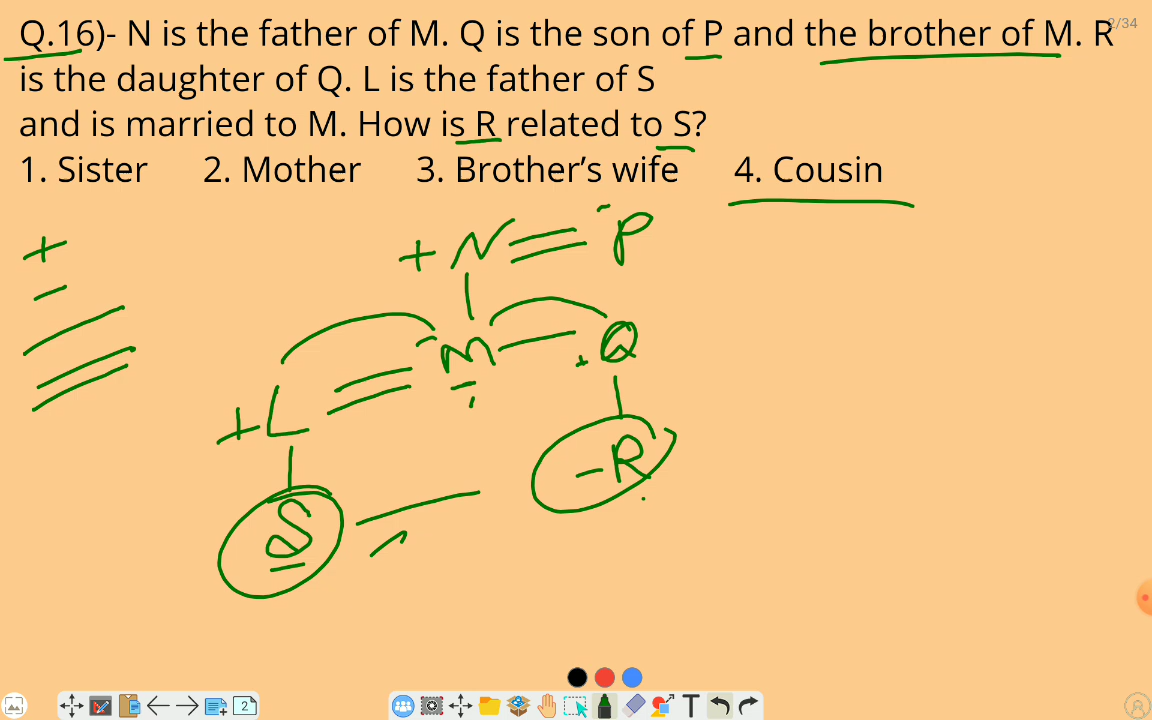 Q.16)- N is the father of M. Q is the son of P and the brother of M. R
2/34
is the daughter of Q. L is the father of S
and is married to M. How is R related to S?
1. Sister 2. Mother 3. Brother's wife 4. Cousin
+ + N = - P
-
- M - + Q
+ L =
- R
S
2 T